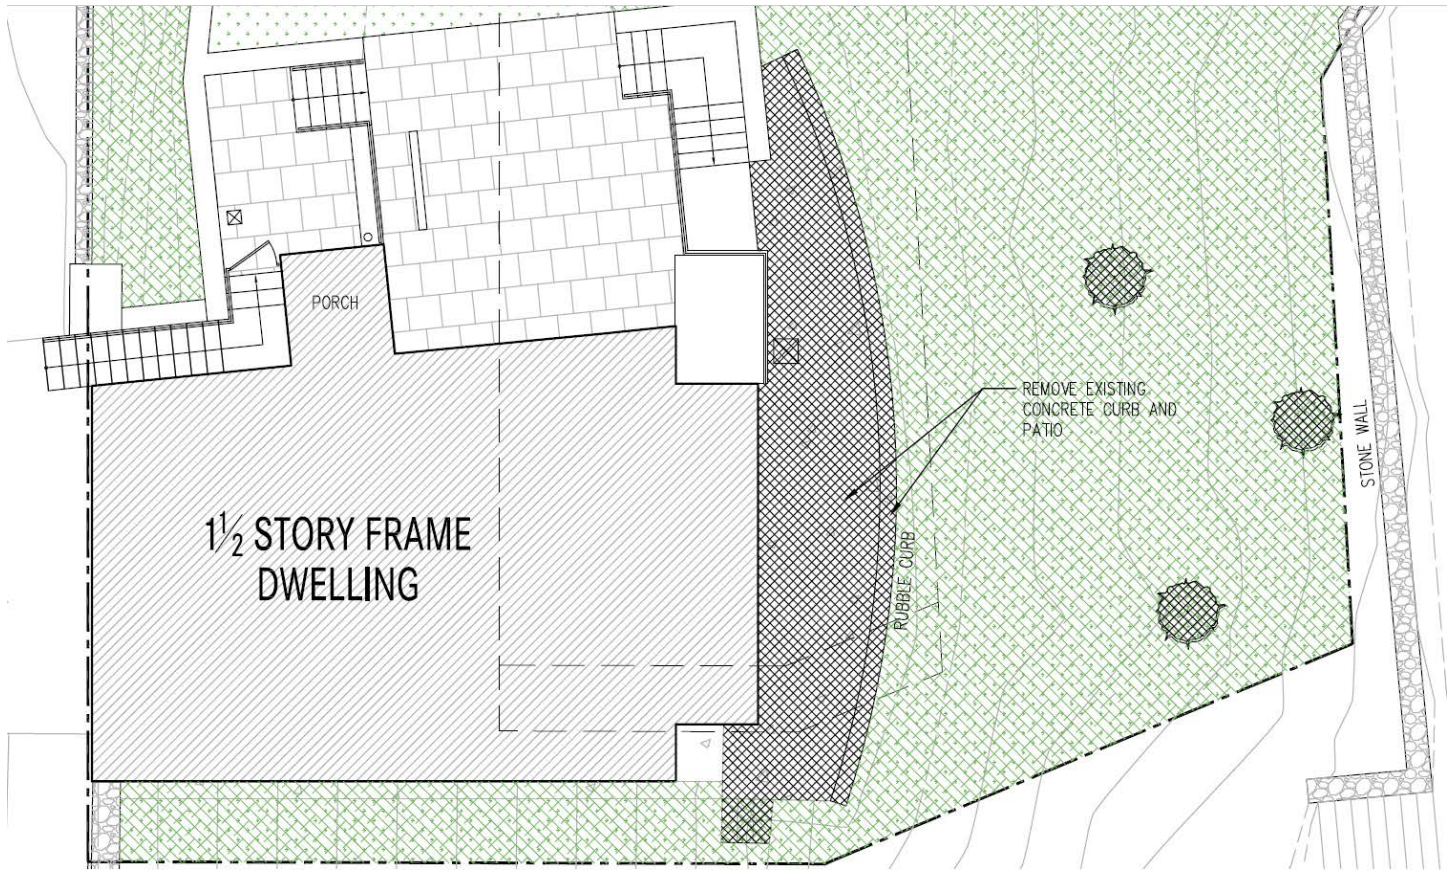 PORCH
REMOVE EXISTING
CONCRETE CURB AND
PATIO
STONE WALL
1½ STORY FRAME
DWELLING
RUBBLE CURB